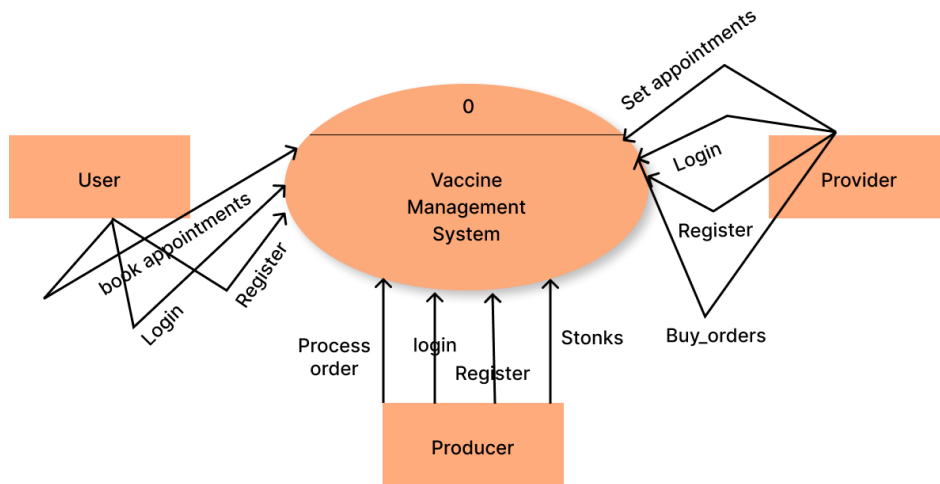 0
Vaccine
Management
System
User
book appointments
Login
Register
Set appointments
Login
Provider
Register
Buy_orders
Process
order
login
Register
Stonks
Producer